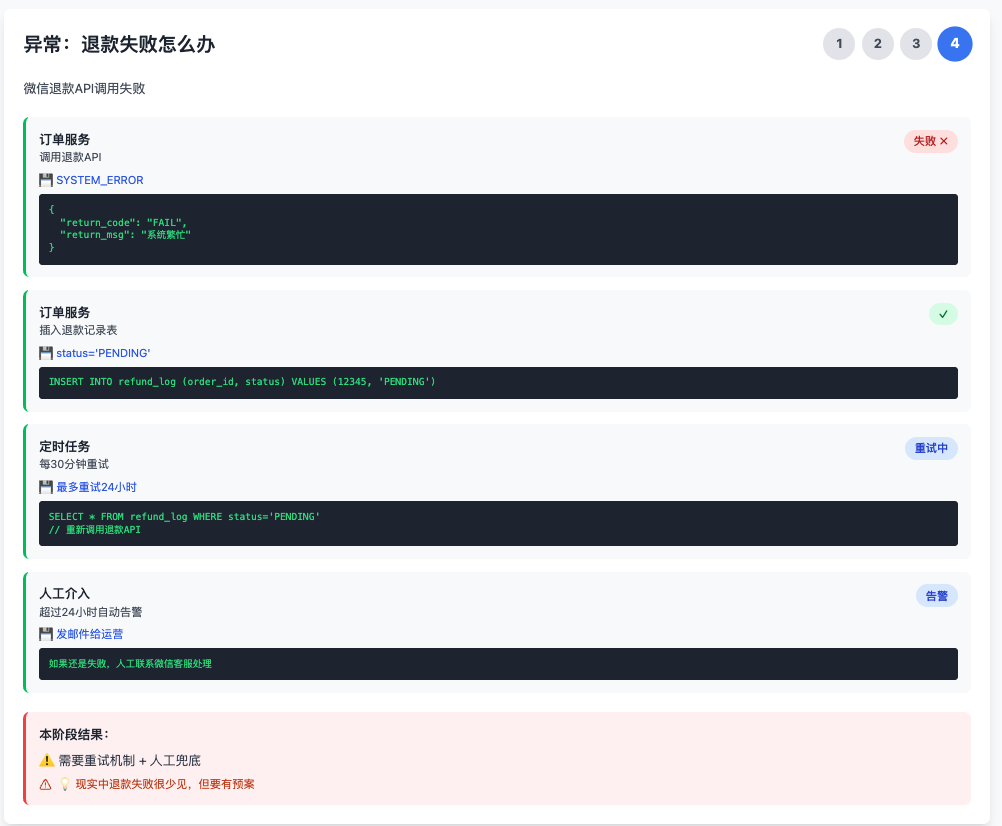 异常：退款失败怎么办
1 2 3 4
微信退款API调用失败
订单服务
失败 ✕
调用退款API
💾 SYSTEM_ERROR
{
"return_code": "FAIL",
"return_msg": "系统繁忙"
}
订单服务
✓
插入退款记录表
💾 status='PENDING'
INSERT INTO refund_log (order_id, status) VALUES (12345, 'PENDING')
定时任务
重试中
每30分钟重试
💾 最多重试24小时
SELECT * FROM refund_log WHERE status='PENDING'
// 重新调用退款API
人工介入
告警
超过24小时自动告警
💾 发邮件给运营
如果还是失败，人工联系微信客服处理
本阶段结果：
⚠️ 需要重试机制 + 人工兜底
⚠ 💡 现实中退款失败很少见，但要有预案